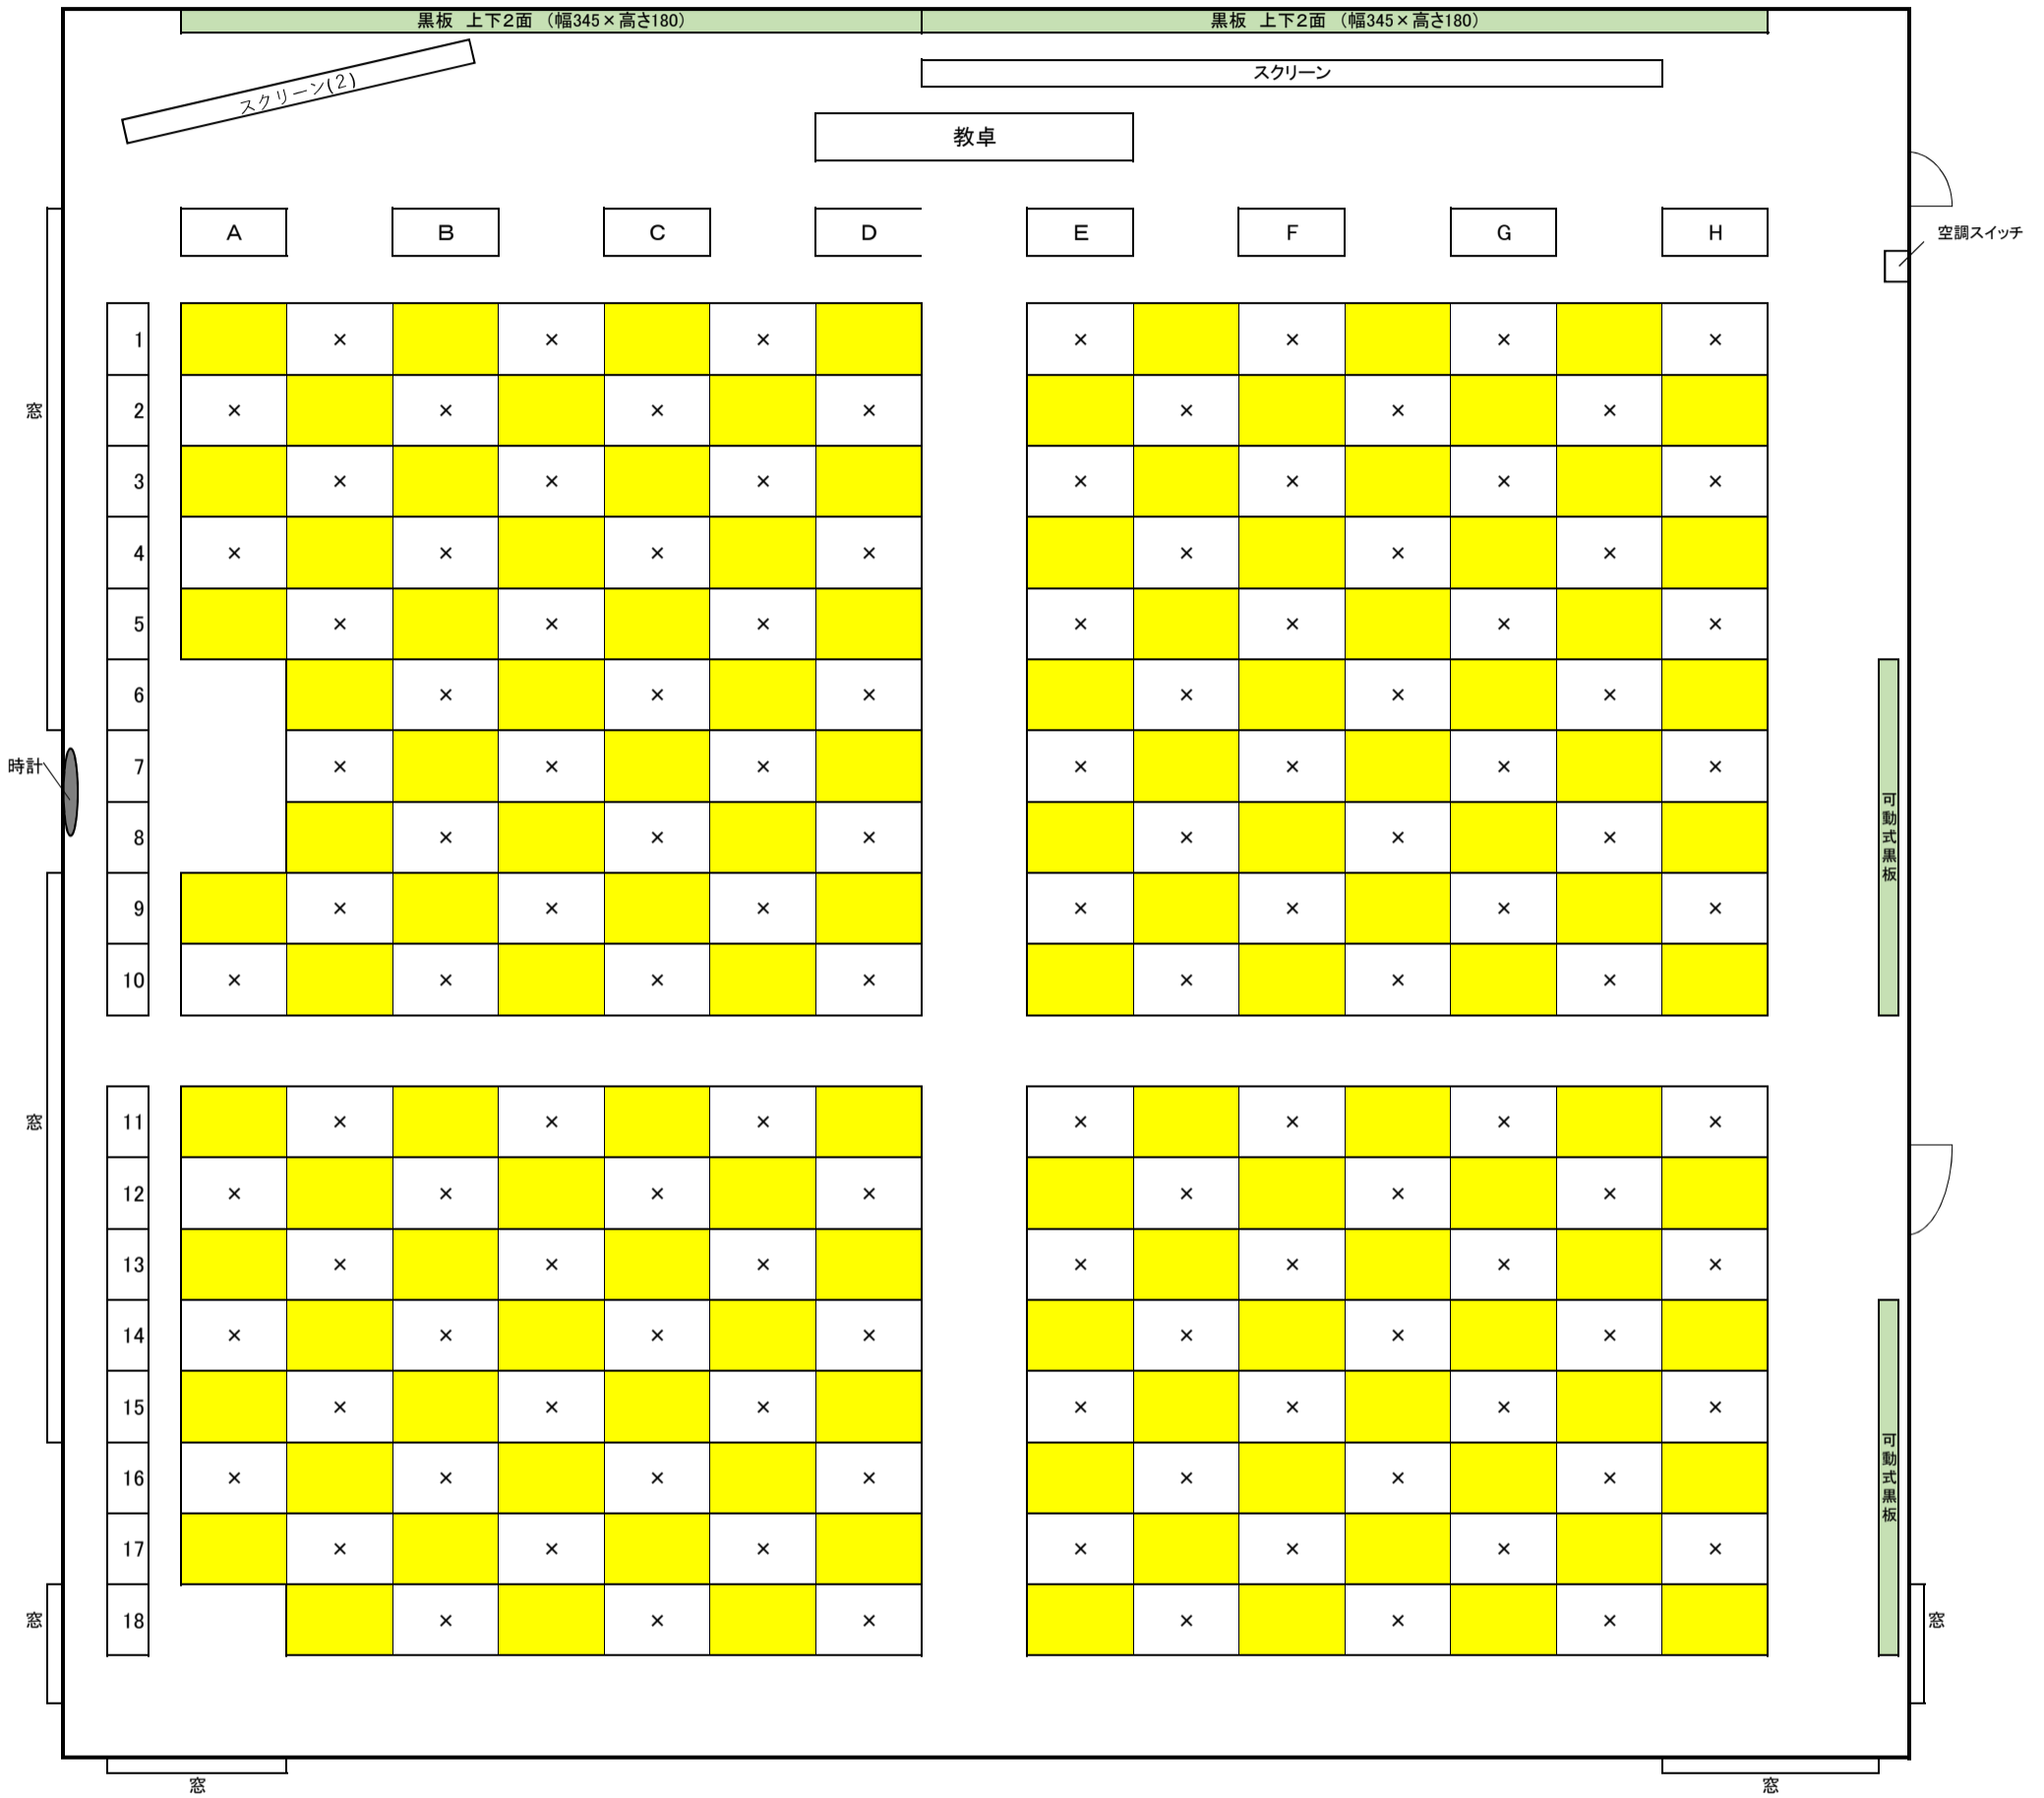 黒板　上下2面　（幅345×高さ180）
黒板　上下2面　（幅345×高さ180）
スクリーン(2)
スクリーン
教卓
A B C D E F G H
空調スイッチ
1 × × × × × × ×
窓
2 × × × × × × ×
3 × × × × × × ×
4 × × × × × × ×
5 × × × × × × ×
6 × × × × × ×
時計
7 × × × × × × ×
8 × × × × × ×
可動式黒板
9 × × × × × × ×
10 × × × × × × ×
窓
11 × × × × × × ×
12 × × × × × × ×
13 × × × × × × ×
14 × × × × × × ×
15 × × × × × × ×
16 × × × × × × ×
可動式黒板
17 × × × × × × ×
窓
18 × × × × × ×
窓
窓
窓